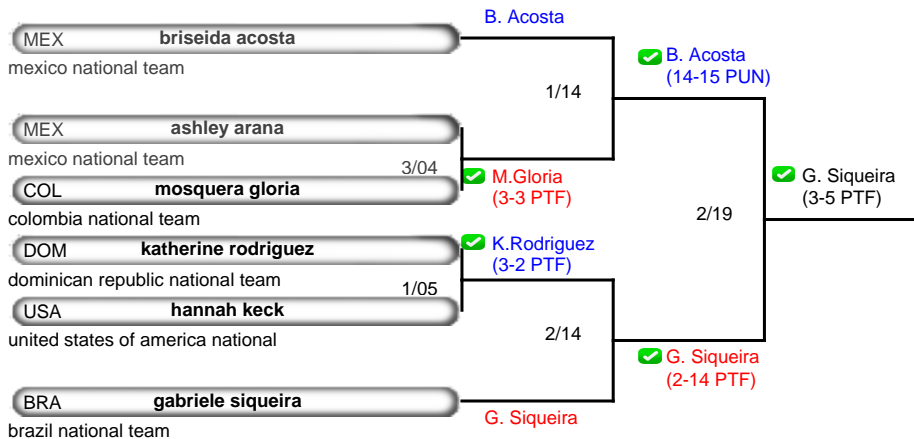 B. Acosta
MEX briseida acosta
mexico national team
B. Acosta
(14-15 PUN)
1/14
MEX ashley arana
mexico national team
3/04
COL mosquera gloria
colombia national team
M.Gloria
(3-3 PTF)
G. Siqueira
(3-5 PTF)
2/19
DOM katherine rodriguez
dominican republic national team
K.Rodriguez
(3-2 PTF)
1/05
USA hannah keck
united states of america national
2/14
G. Siqueira
(2-14 PTF)
BRA gabriele siqueira
brazil national team
G. Siqueira